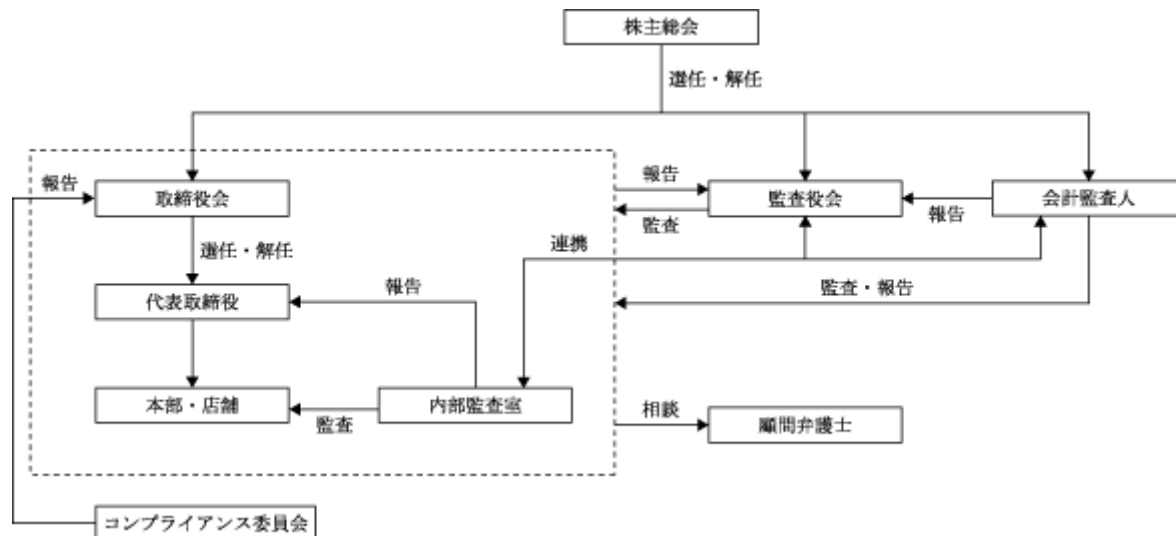 株主総会
選任・解任
報告
取締役会
報告
監査役会
会計監査人
監査
報告
選任・解任
連携
代表取締役
報告
監査・報告
本部・店舗
内部監査室
監査
相談
顧問弁護士
コンプライアンス委員会